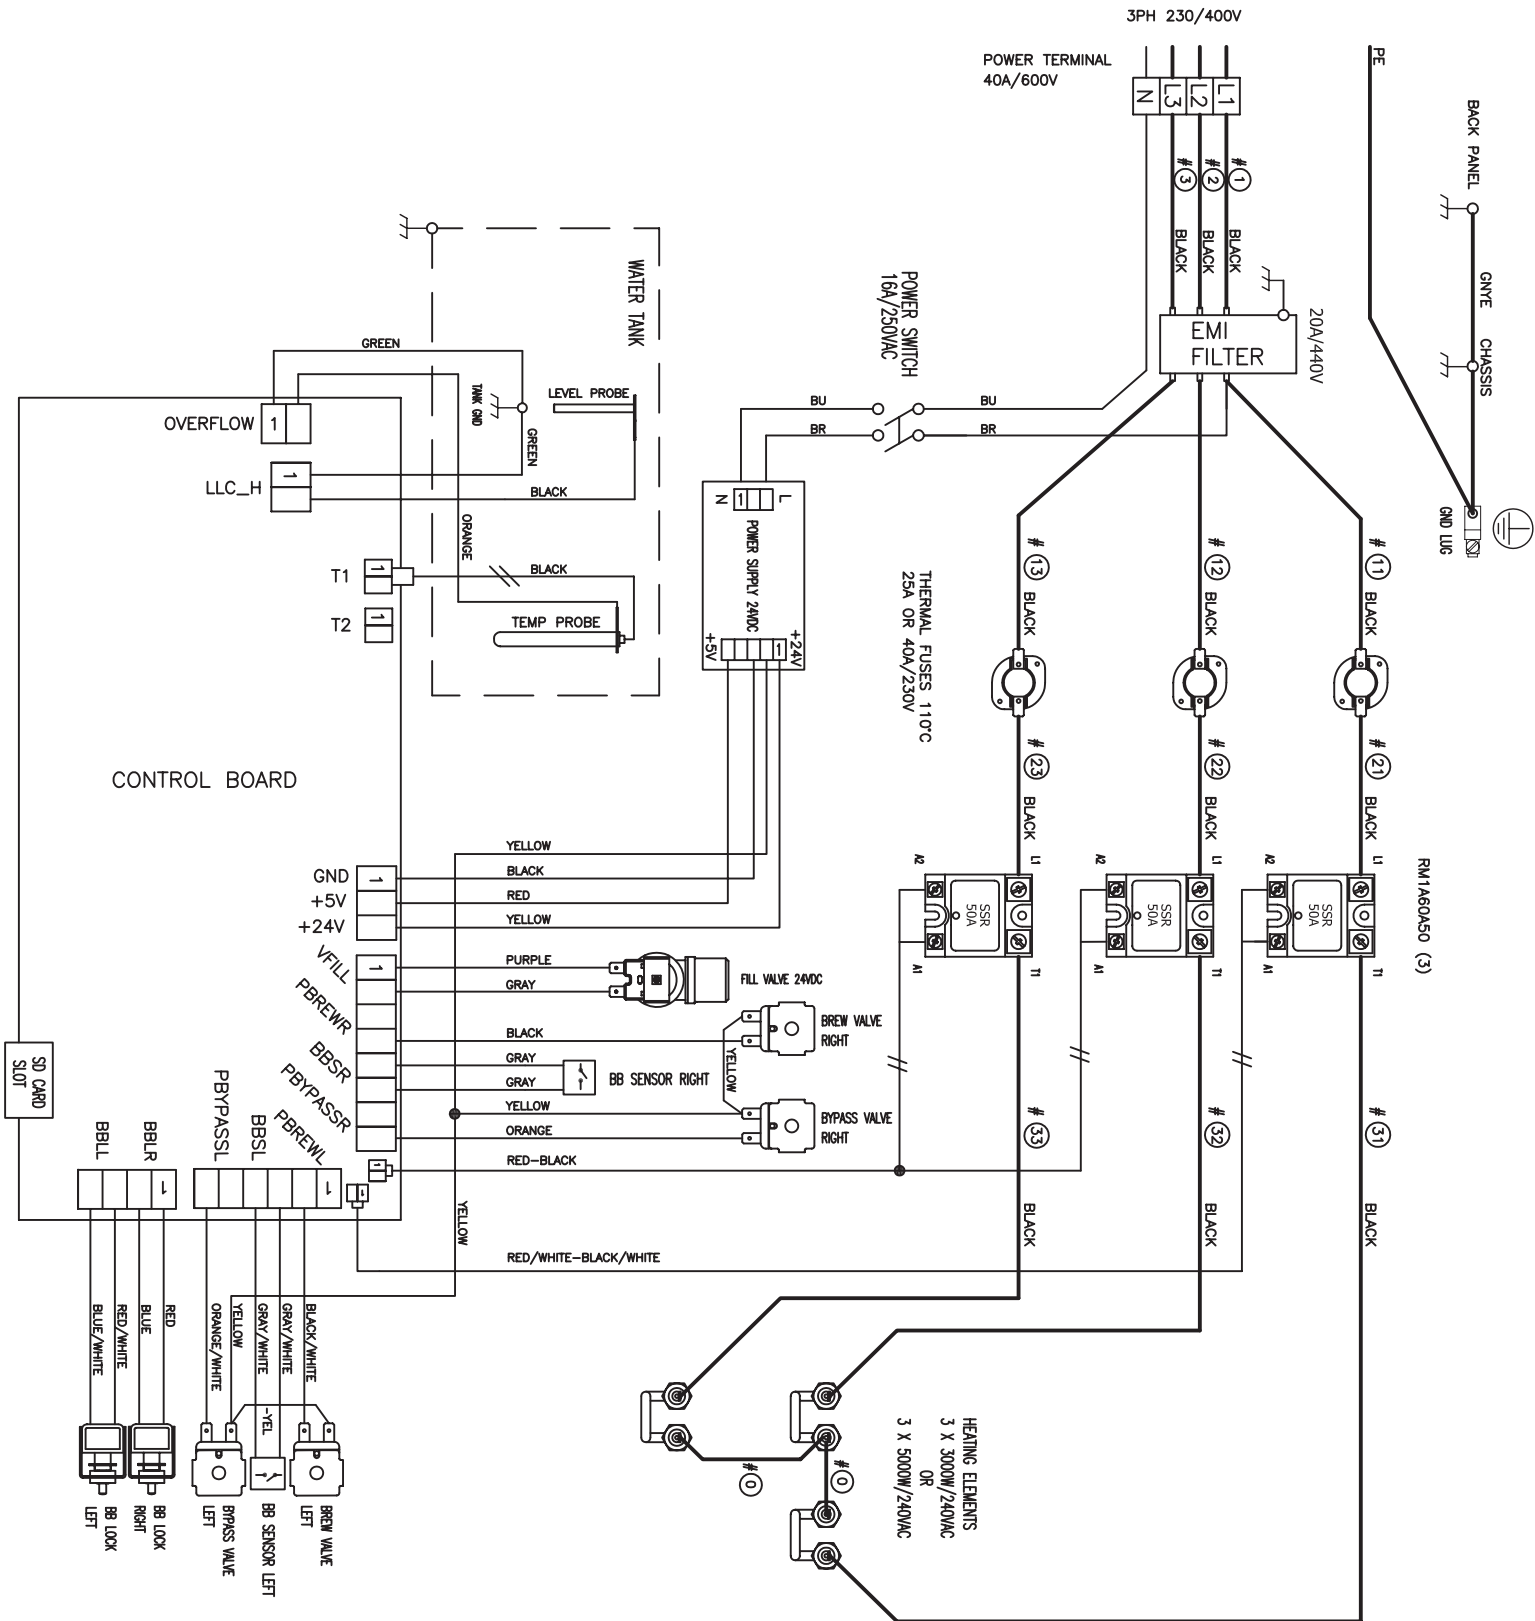 3PH 230/400V
POWER TERMINAL
40A/600V
N
L3
L2
L1
PE
BACK PANEL
GNYE
CHASSIS
GND LUG
# 3
# 2
# 1
BLACK
BLACK
BLACK
EMI
FILTER
20A/440V
POWER SWITCH
16A/250VAC
BU
BU
BR
BR
WATER TANK
GREEN
TANK GND
LEVEL PROBE
GREEN
BLACK
ORANGE
BLACK
TEMP PROBE
OVERFLOW
1
LLC_H
1
T1
1
T2
1
N
1
L
POWER SUPPLY 24VDC
+5V
1
+24V
# 13
BLACK
# 12
BLACK
# 11
BLACK
THERMAL FUSES 110°C
25A OR 40A/230V
# 23
BLACK
# 22
BLACK
# 21
BLACK
CONTROL BOARD
RM1A60A50 (3)
A2
L1
SSR
50A
A1
T1
A2
L1
SSR
50A
A1
T1
A2
L1
SSR
50A
A1
T1
YELLOW
BLACK
RED
YELLOW
GND
+5V
+24V
1
VFILL
PBREWR
BBSR
PBYPASSR
1
PURPLE
GRAY
BLACK
GRAY
GRAY
YELLOW
ORANGE
RED-BLACK
FILL VALVE 24VDC
BREW VALVE
RIGHT
YELLOW
BB SENSOR RIGHT
BYPASS VALVE
RIGHT
# 33
BLACK
# 32
BLACK
# 31
BLACK
SD CARD
SLOT
BBLL
BBLR
PBYPASSL
BBSL
PBREWL
1
1
1
1
YELLOW
RED/WHITE-BLACK/WHITE
BLUE/WHITE
RED/WHITE
BLUE
RED
ORANGE/WHITE
YELLOW
GRAY/WHITE
GRAY/WHITE
BLACK/WHITE
-YEL
BB LOCK
LEFT
BB LOCK
RIGHT
BYPASS VALVE
LEFT
BB SENSOR LEFT
BREW VALVE
LEFT
# 0
# 0
HEATING ELEMENTS
3 X 3000W/240VAC
OR
3 X 5000W/240VAC